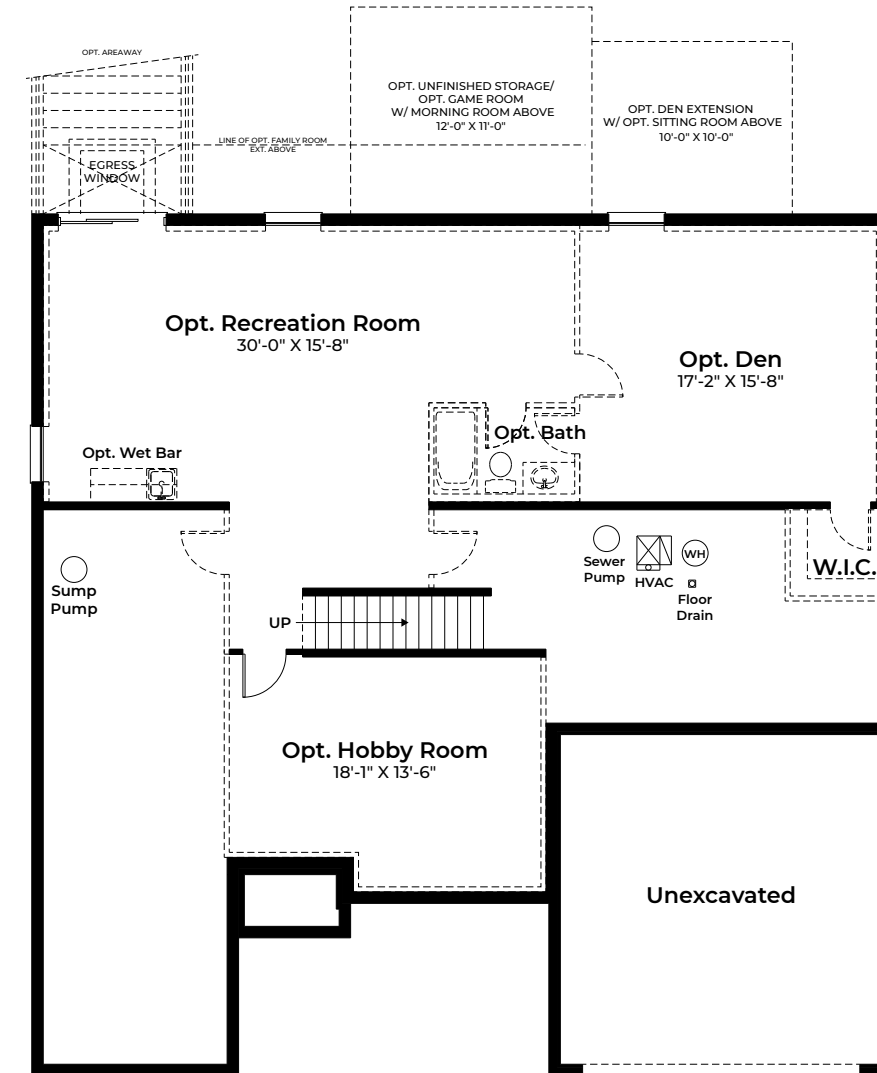 OPT. AREAWAY
OPT. UNFINISHED STORAGE/
OPT. GAME ROOM
W/ MORNING ROOM ABOVE
12'-0" X 11'-0"
OPT. DEN EXTENSION
W/ OPT. SITTING ROOM ABOVE
10'-0" X 10'-0"
LINE OF OPT. FAMILY ROOM
EXT. ABOVE
EGRESS
WINDOW
Opt. Recreation Room
30'-0" X 15'-8"
Opt. Den
17'-2" X 15'-8"
Opt. Bath
Opt. Wet Bar
Sump
Pump
Sewer
Pump
HVAC
WH
Floor
Drain
W.I.C.
UP
Opt. Hobby Room
18'-1" X 13'-6"
Unexcavated